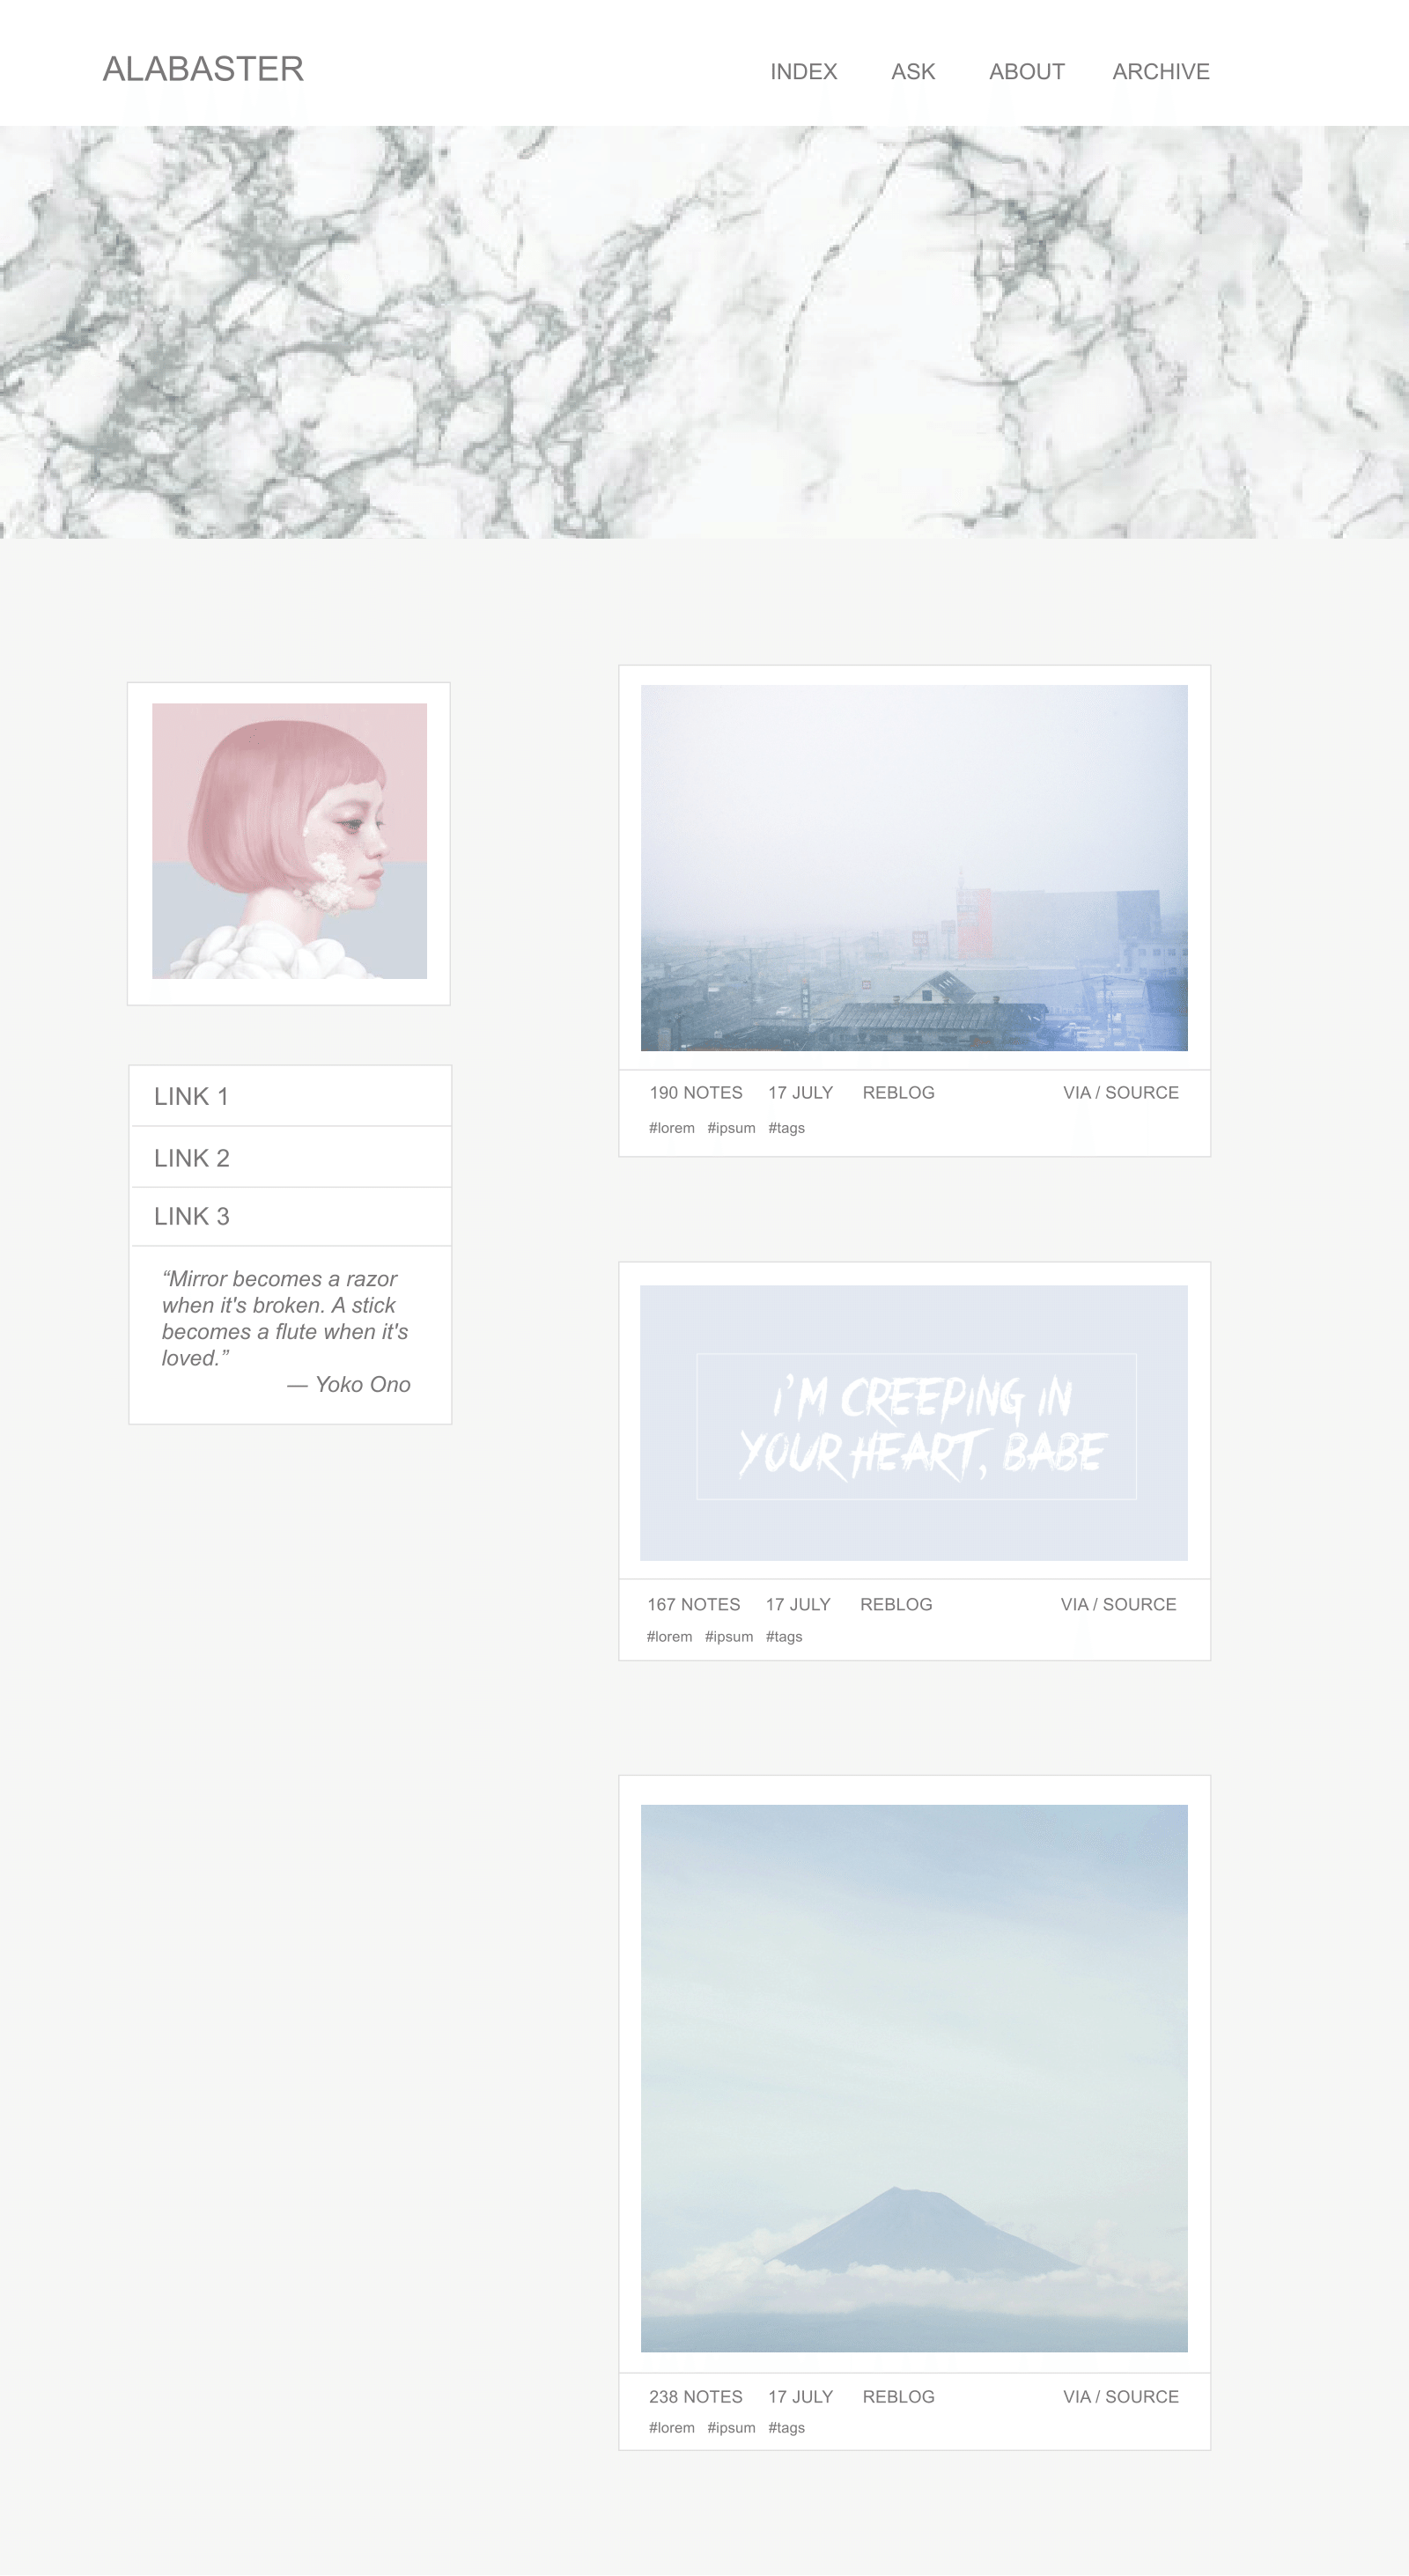 ALABASTER
INDEX ASK ABOUT ARCHIVE
LINK 1
LINK 2
LINK 3
“Mirror becomes a razor
when it's broken. A stick
becomes a flute when it's
loved.”
— Yoko Ono
190 NOTES 17 JULY REBLOG VIA / SOURCE
#lorem #ipsum #tags
I'M CREEPING IN
YOUR HEART, BABE
167 NOTES 17 JULY REBLOG VIA / SOURCE
#lorem #ipsum #tags
238 NOTES 17 JULY REBLOG VIA / SOURCE
#lorem #ipsum #tags